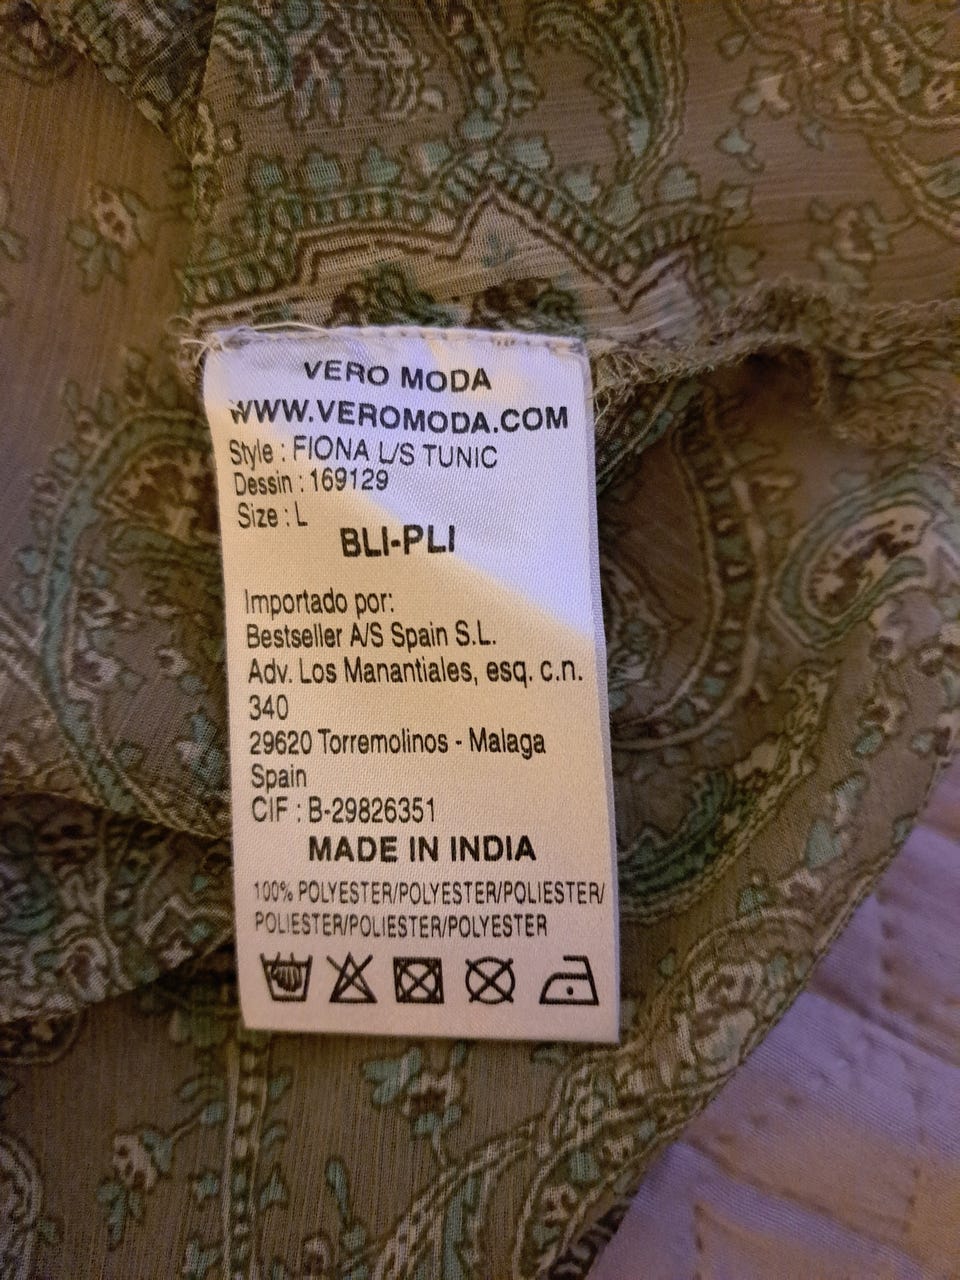 VERO MODA
WWW.VEROMODA.COM
Style : FIONA L/S TUNIC
Dessin : 169129
Size : L
BLI-PLI
Importado por:
Bestseller A/S Spain S.L.
Adv. Los Manantiales, esq. c.n.
340
29620 Torremolinos - Malaga
Spain
CIF : B-29826351
MADE IN INDIA
100% POLYESTER/POLYESTER/POLIESTER/
POLIESTER/POLIESTER/POLYESTER